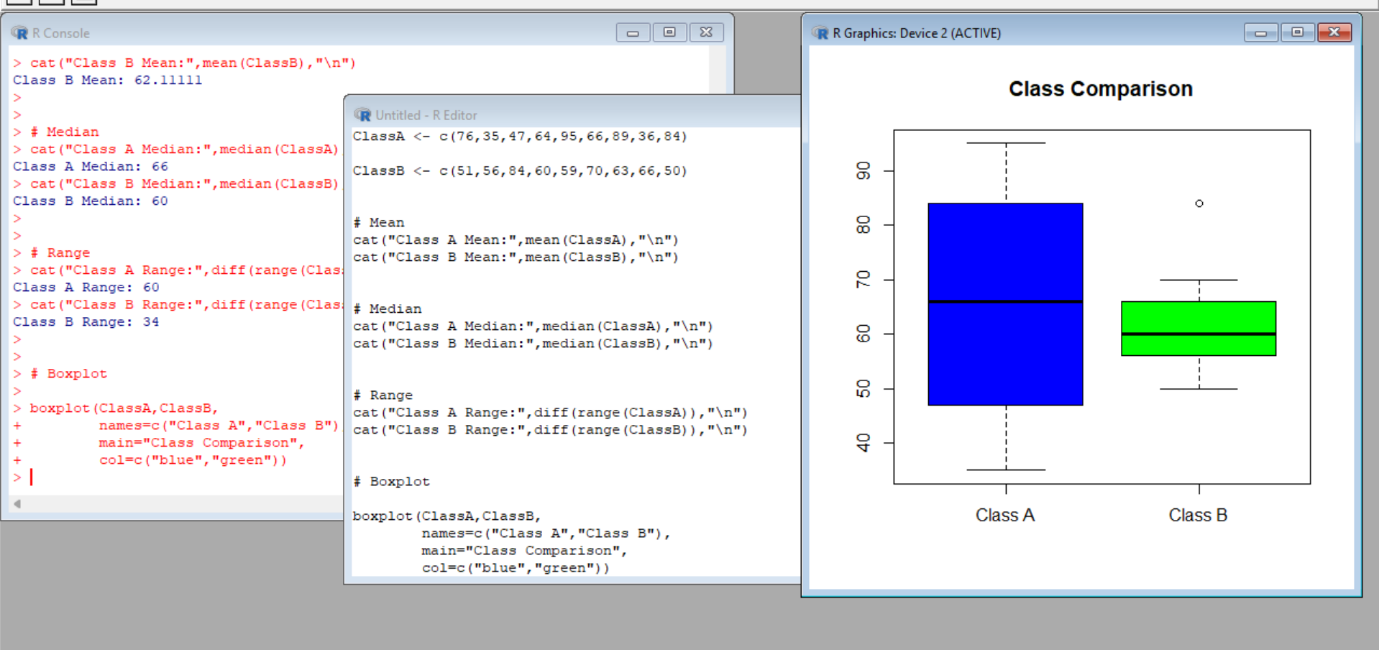 R Console
> cat("Class B Mean:",mean(ClassB),"\n")
Class B Mean: 62.11111
>
>
> # Median
> cat("Class A Median:",median(ClassA)
Class A Median: 66
> cat("Class B Median:",median(ClassB)
Class B Median: 60
>
>
> # Range
> cat("Class A Range:",diff(range(Clas
Class A Range: 60
> cat("Class B Range:",diff(range(Clas
Class B Range: 34
>
>
> # Boxplot
>
> boxplot(ClassA,ClassB,
+         names=c("Class A","Class B")
+         main="Class Comparison",
+         col=c("blue","green"))
>
Untitled - R Editor
ClassA <- c(76,35,47,64,95,66,89,36,84)
ClassB <- c(51,56,84,60,59,70,63,66,50)
# Mean
cat("Class A Mean:",mean(ClassA),"\n")
cat("Class B Mean:",mean(ClassB),"\n")
# Median
cat("Class A Median:",median(ClassA),"\n")
cat("Class B Median:",median(ClassB),"\n")
# Range
cat("Class A Range:",diff(range(ClassA)),"\n")
cat("Class B Range:",diff(range(ClassB)),"\n")
# Boxplot
boxplot(ClassA,ClassB,
        names=c("Class A","Class B"),
        main="Class Comparison",
        col=c("blue","green"))
R Graphics: Device 2 (ACTIVE)
Class Comparison
90
80
70
60
50
40
Class A Class B